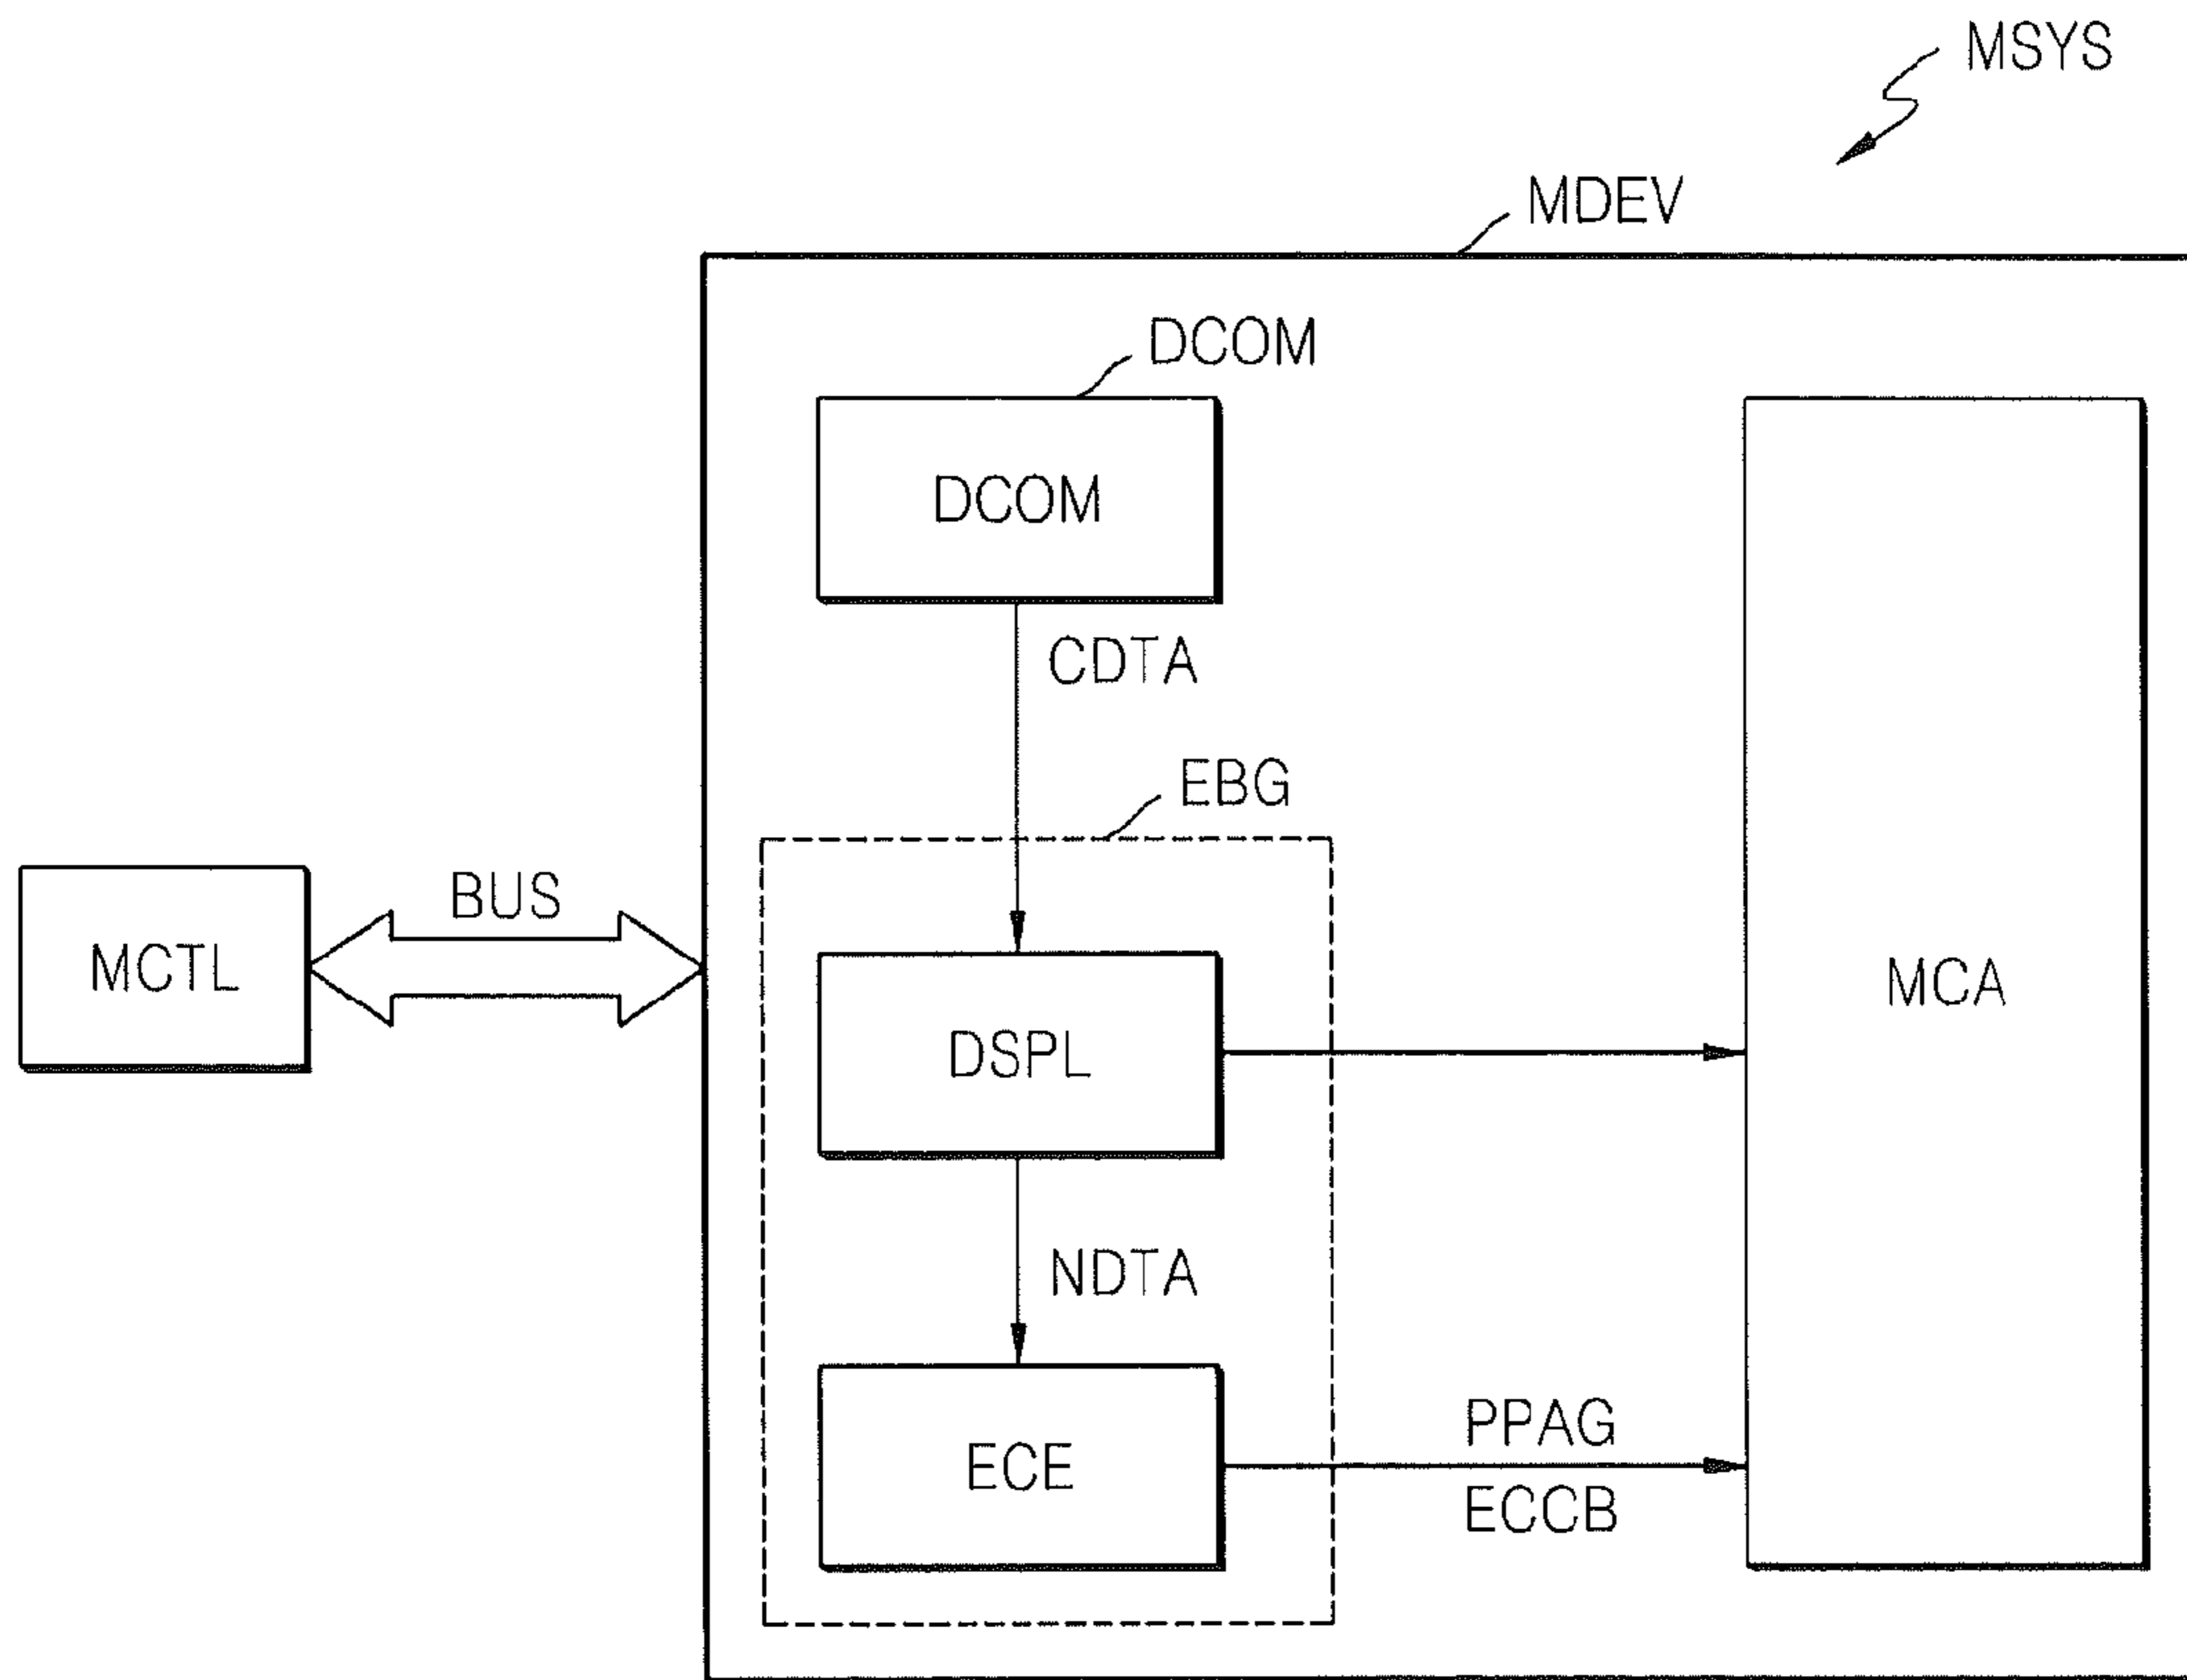 MSYS
MDEV
DCOM
DCOM
CDTA
EBG
BUS
MCTL
DSPL
MCA
NDTA
PPAG
ECE
ECCB